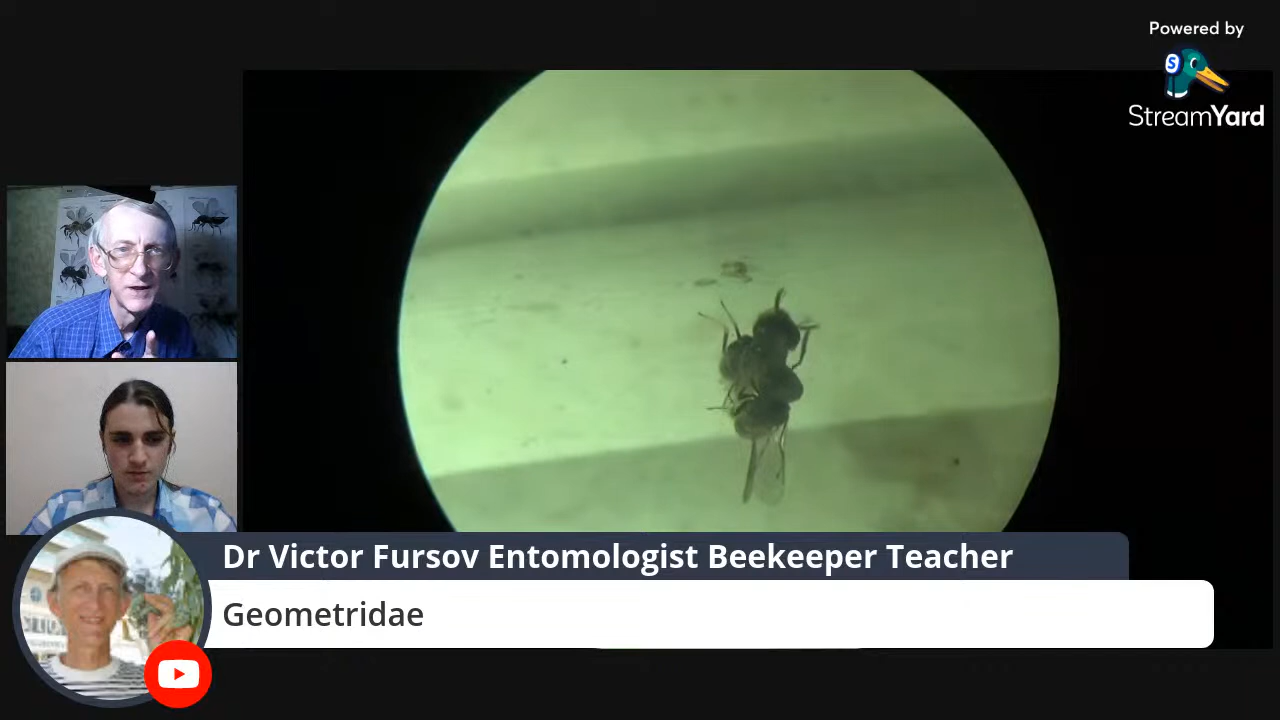 Powered by
StreamYard
Dr Victor Fursov Entomologist Beekeeper Teacher
Geometridae